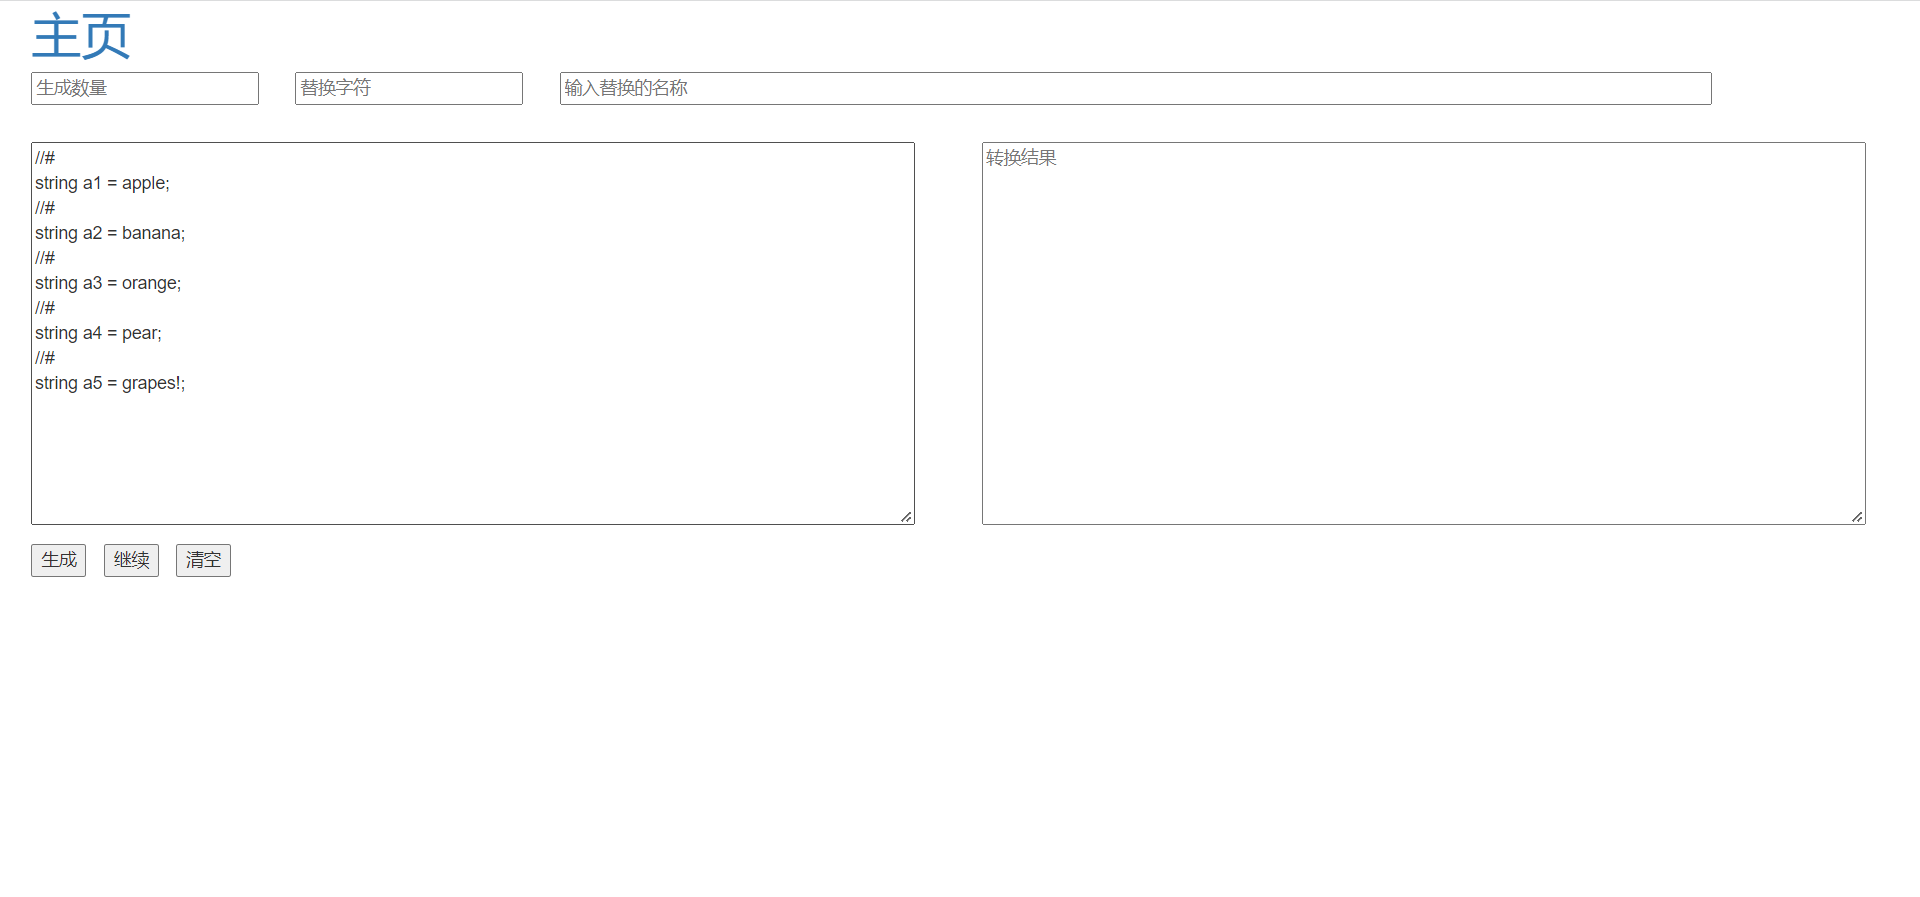 主页
生成数量
替换字符
输入替换的名称
//#
string a1 = apple;
//#
string a2 = banana;
//#
string a3 = orange;
//#
string a4 = pear;
//#
string a5 = grapes!;
转换结果
生成
继续
清空